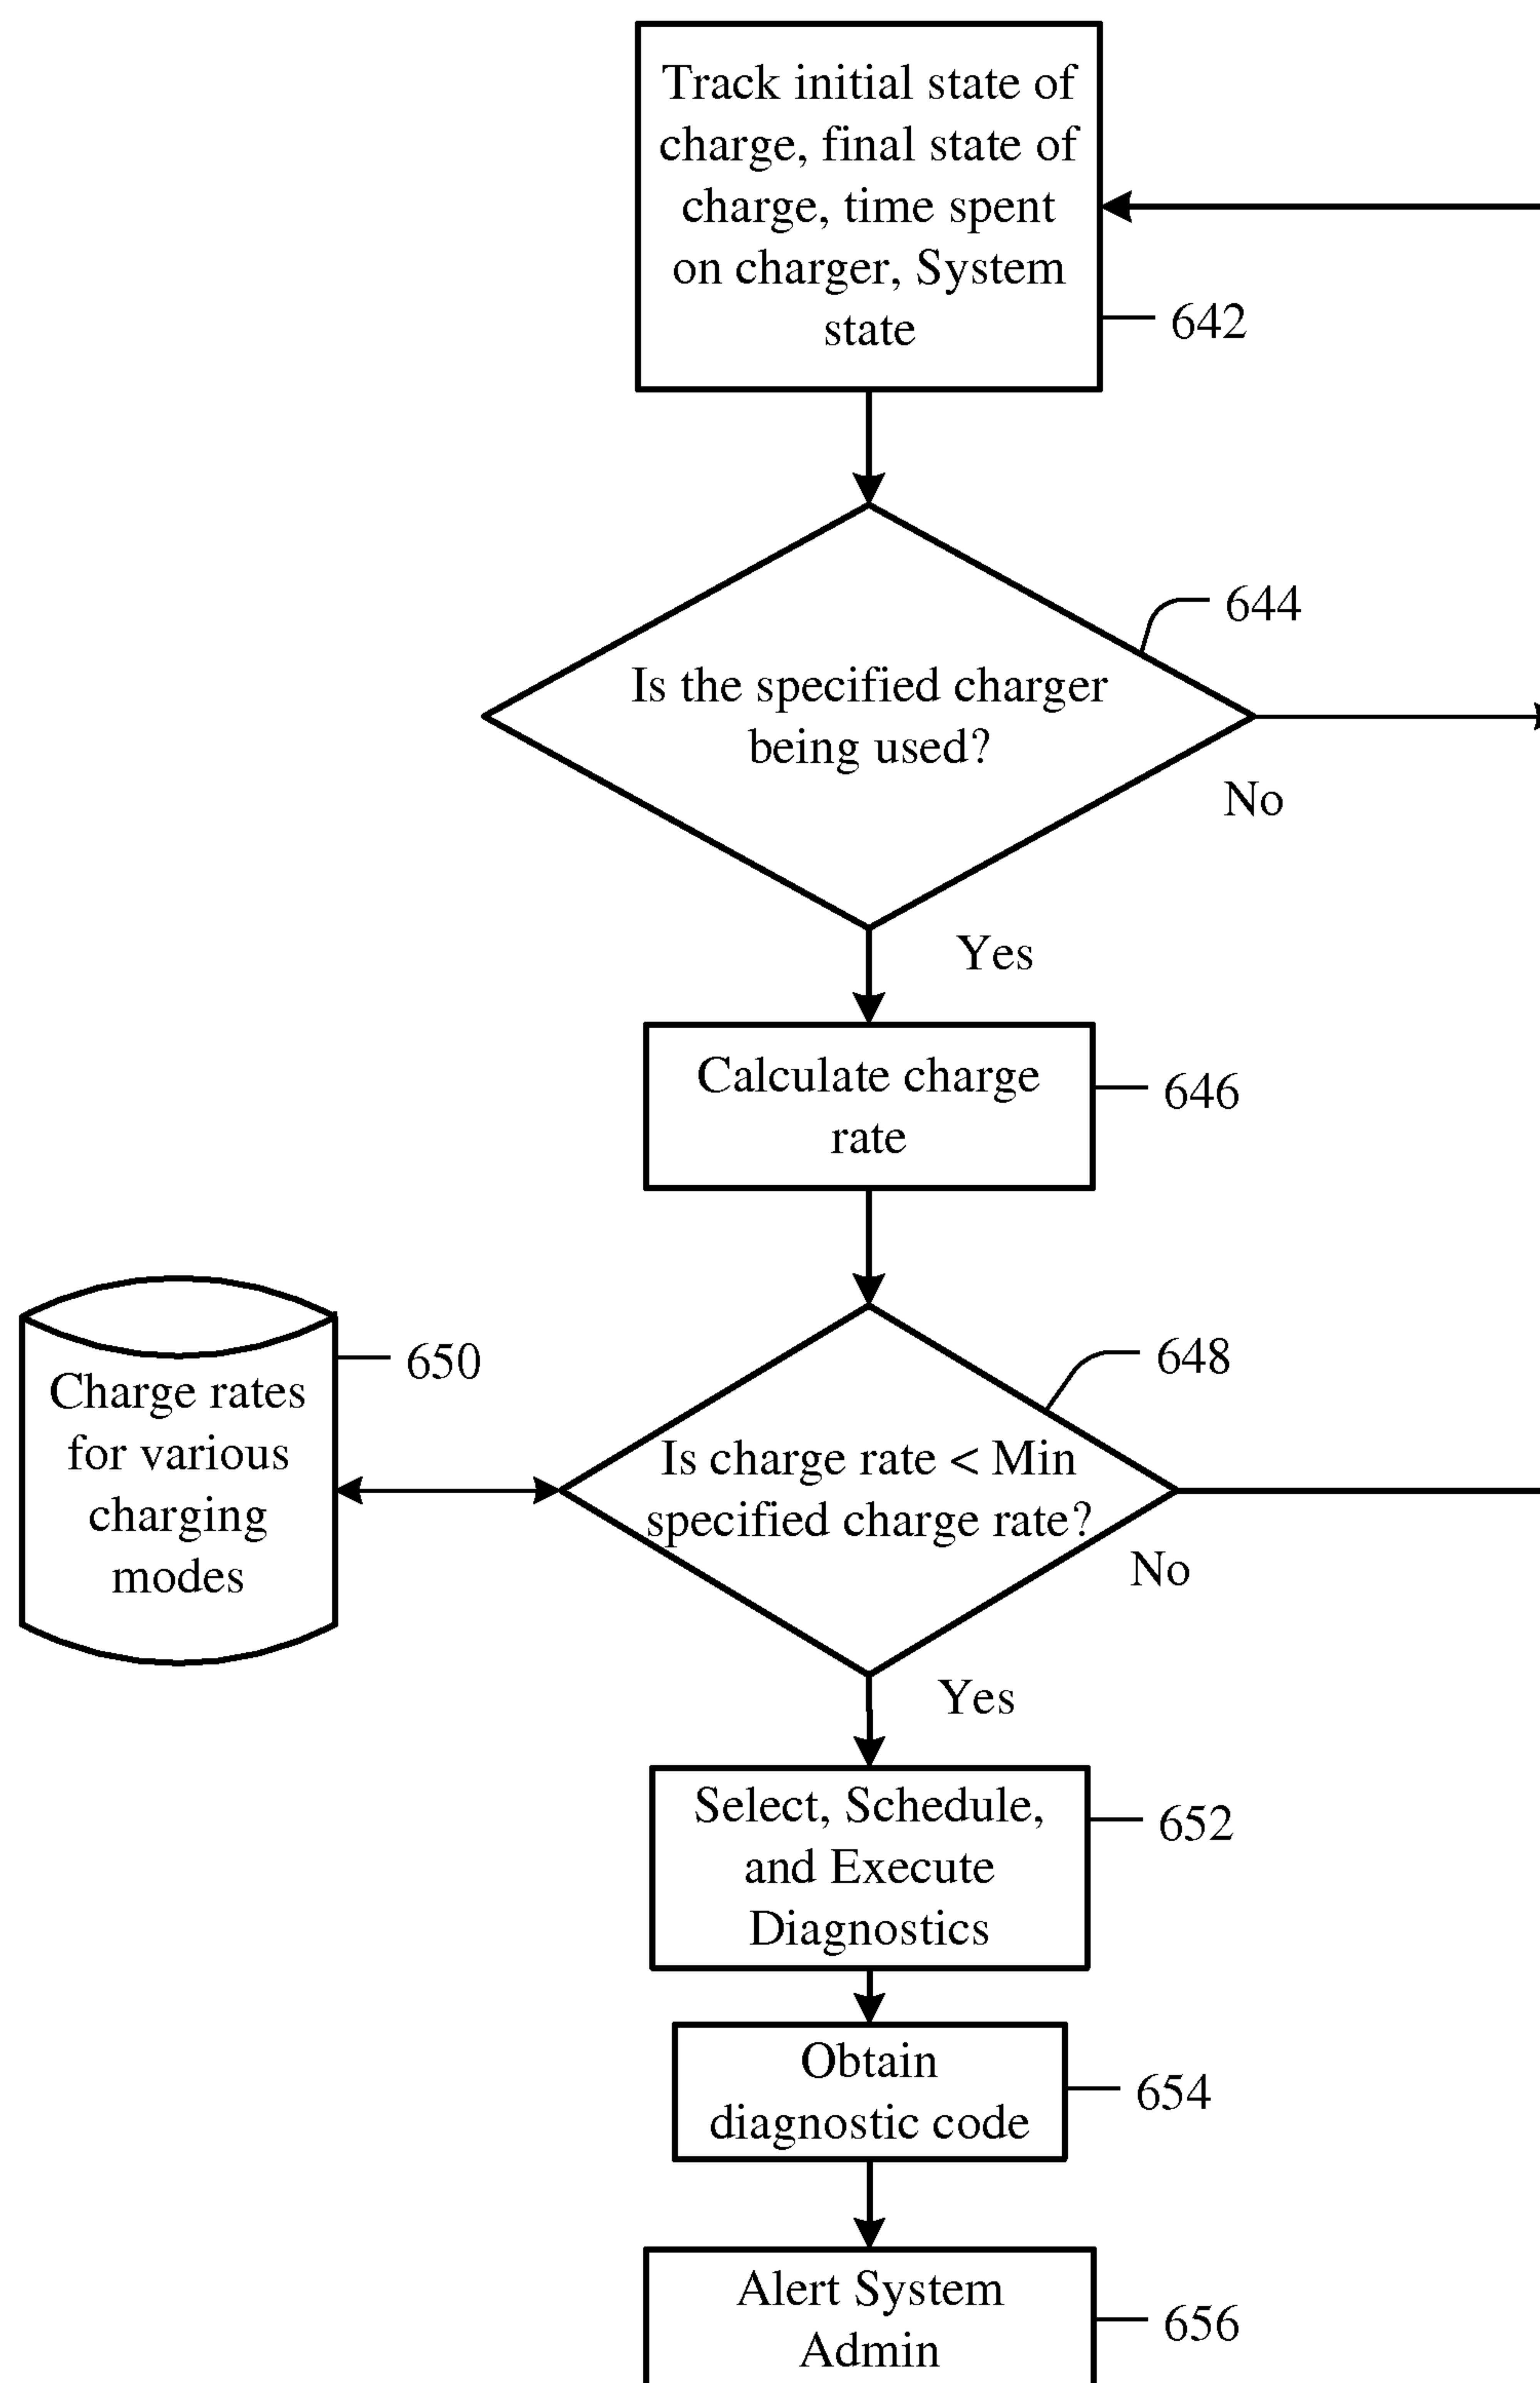 Track initial state of
charge, final state of
charge, time spent
on charger, System
state
642
644
Is the specified charger
being used?
No
Yes
Calculate charge
rate
646
650
Charge rates
for various
charging
modes
648
Is charge rate < Min
specified charge rate?
No
Yes
Select, Schedule,
and Execute
Diagnostics
652
Obtain
diagnostic code
654
Alert System
Admin
656